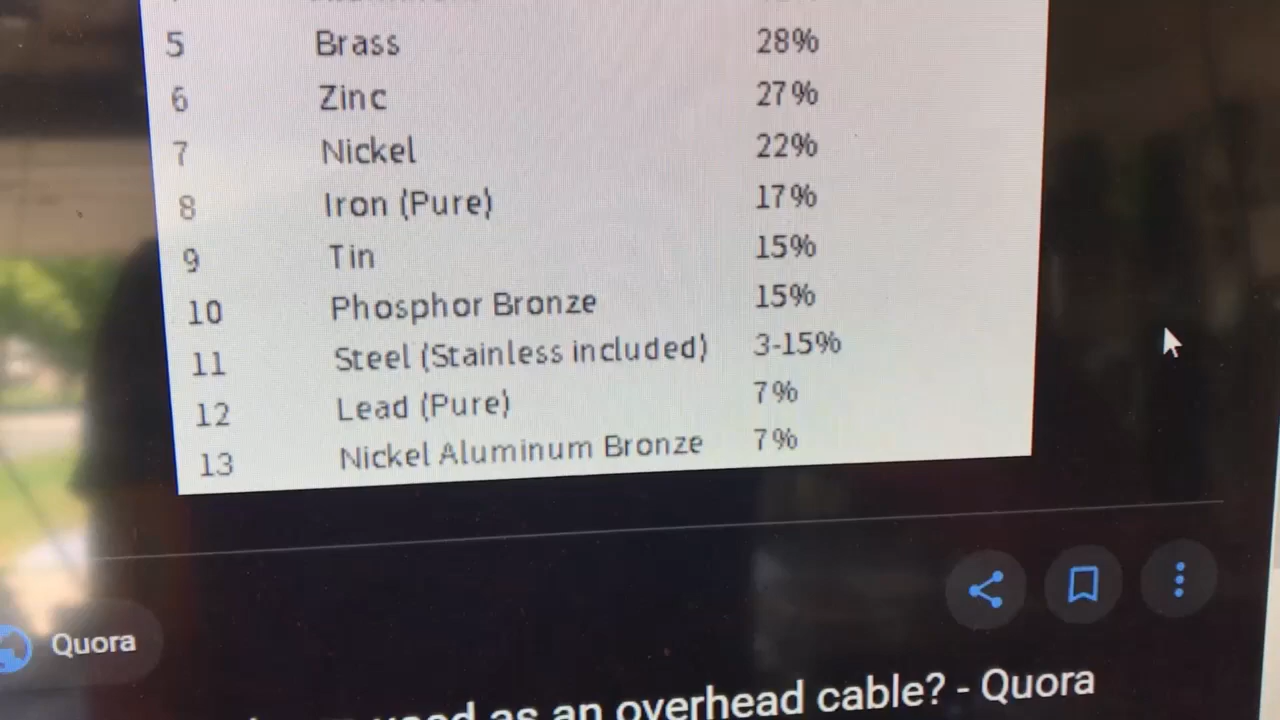 5 Brass 28%
6 Zinc 27%
7 Nickel 22%
8 Iron (Pure) 17%
9 Tin 15%
10 Phosphor Bronze 15%
11 Steel (Stainless included) 3-15%
12 Lead (Pure) 7%
13 Nickel Aluminum Bronze 7%
Quora
used as an overhead cable? - Quora